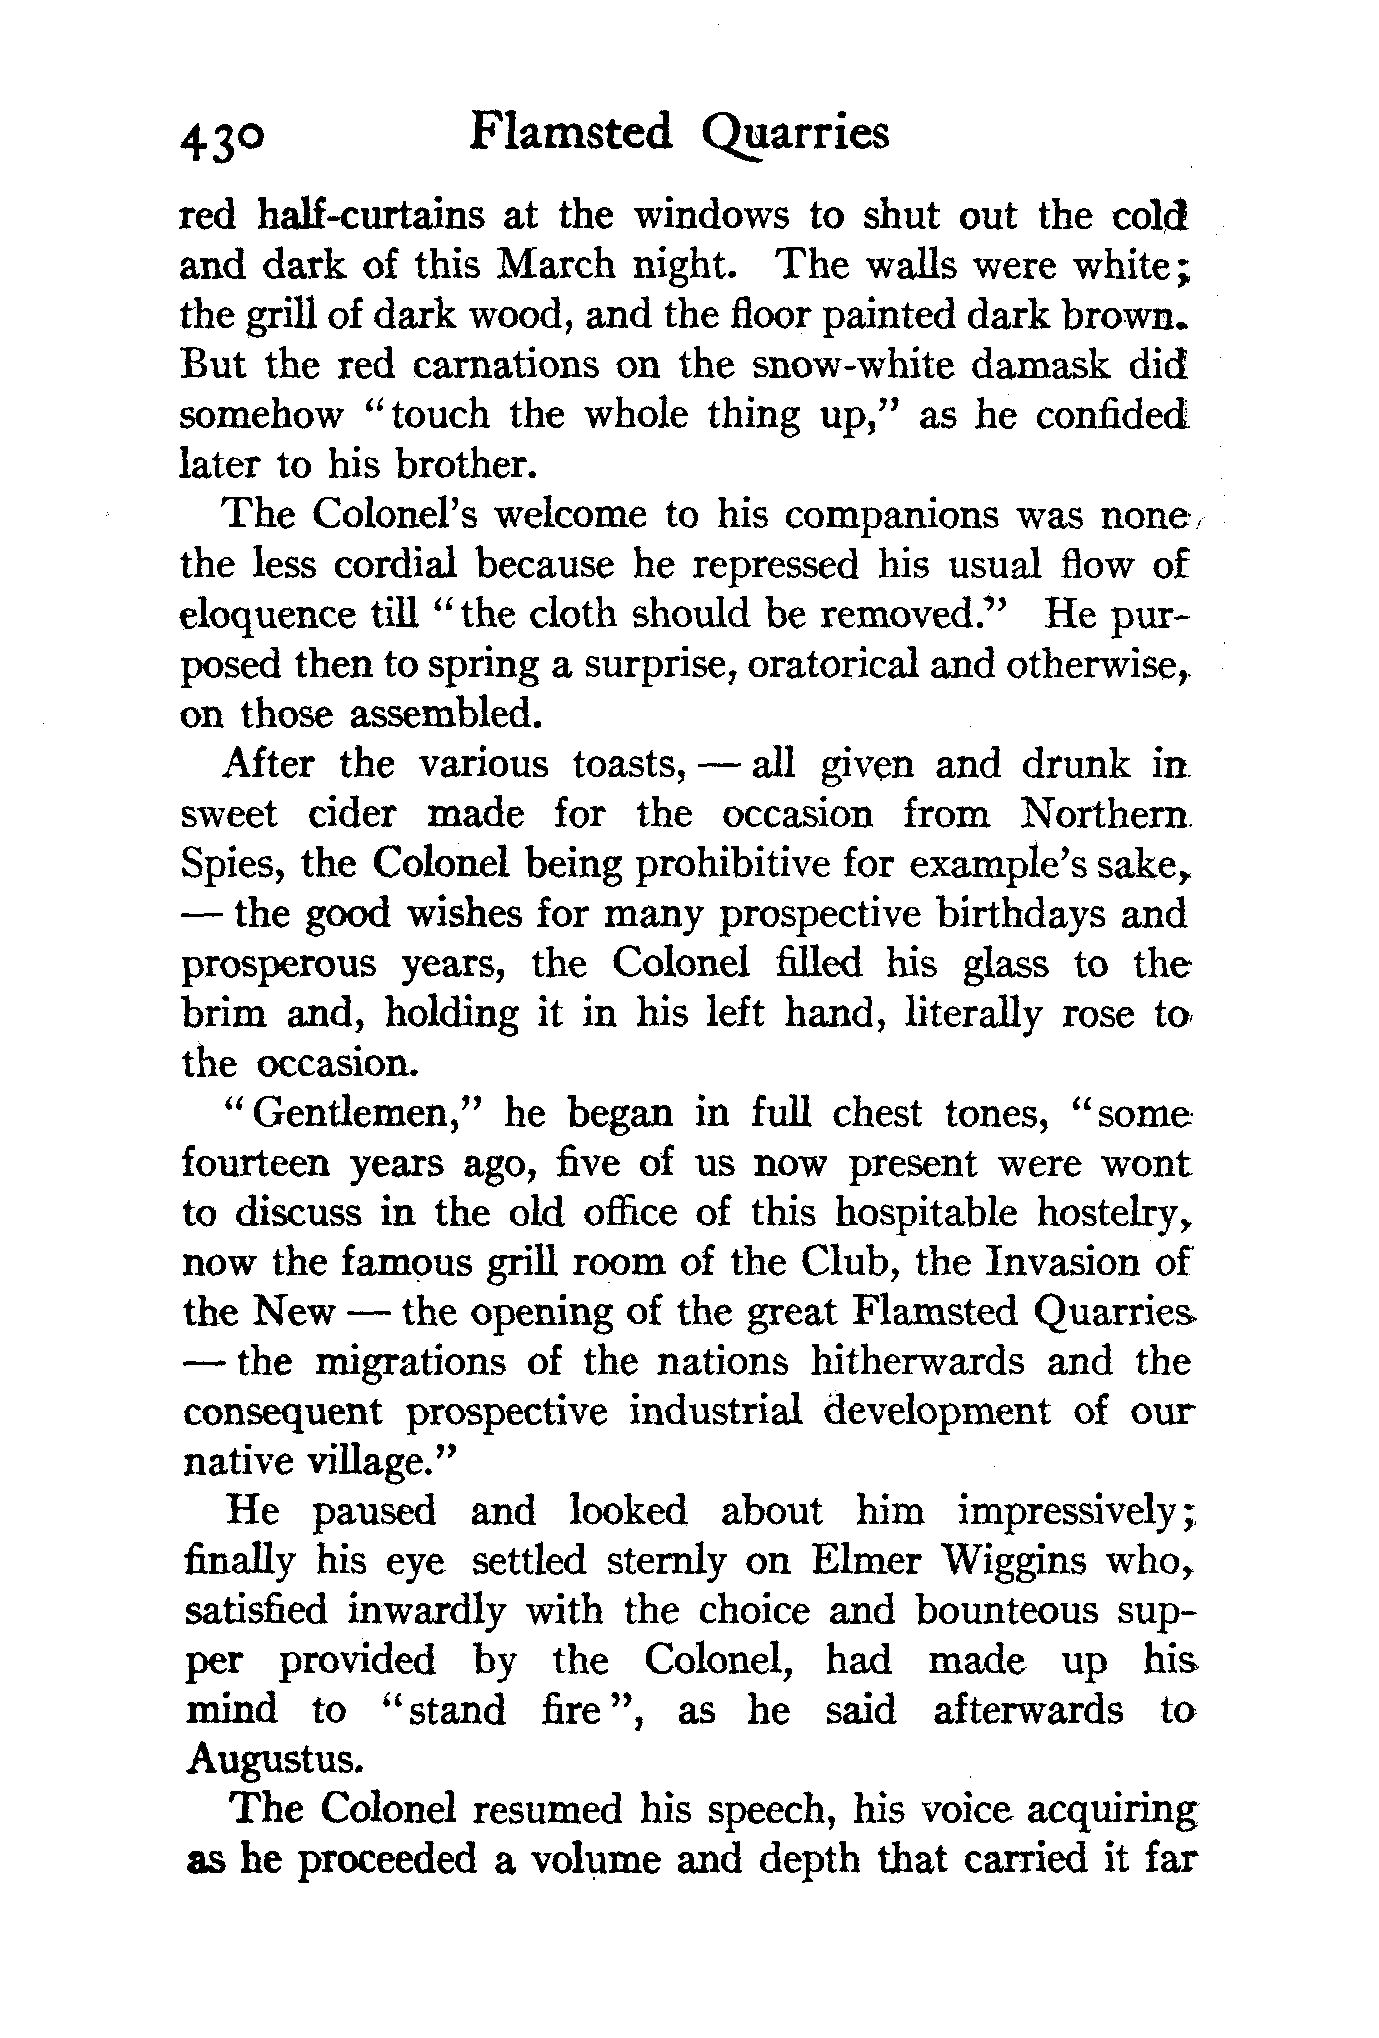 430 Flamsted Quarries
red half-curtains at the windows to shut out the cold
and dark of this March night. The walls were white;
the grill of dark wood, and the floor painted dark brown.
But the red carnations on the snow-white damask did
somehow "touch the whole thing up," as he confided
later to his brother.
The Colonel's welcome to his companions was none
the less cordial because he repressed his usual flow of
eloquence till "the cloth should be removed." He pur-
posed then to spring a surprise, oratorical and otherwise,
on those assembled.
After the various toasts, — all given and drunk in
sweet cider made for the occasion from Northern
Spies, the Colonel being prohibitive for example's sake,
— the good wishes for many prospective birthdays and
prosperous years, the Colonel filled his glass to the
brim and, holding it in his left hand, literally rose to
the occasion.
"Gentlemen," he began in full chest tones, "some
fourteen years ago, five of us now present were wont
to discuss in the old office of this hospitable hostelry,
now the famous grill room of the Club, the Invasion of
the New — the opening of the great Flamsted Quarries
— the migrations of the nations hitherwards and the
consequent prospective industrial development of our
native village."
He paused and looked about him impressively;
finally his eye settled sternly on Elmer Wiggins who,
satisfied inwardly with the choice and bounteous sup-
per provided by the Colonel, had made up his
mind to "stand fire", as he said afterwards to
Augustus.
The Colonel resumed his speech, his voice acquiring
as he proceeded a volume and depth that carried it far